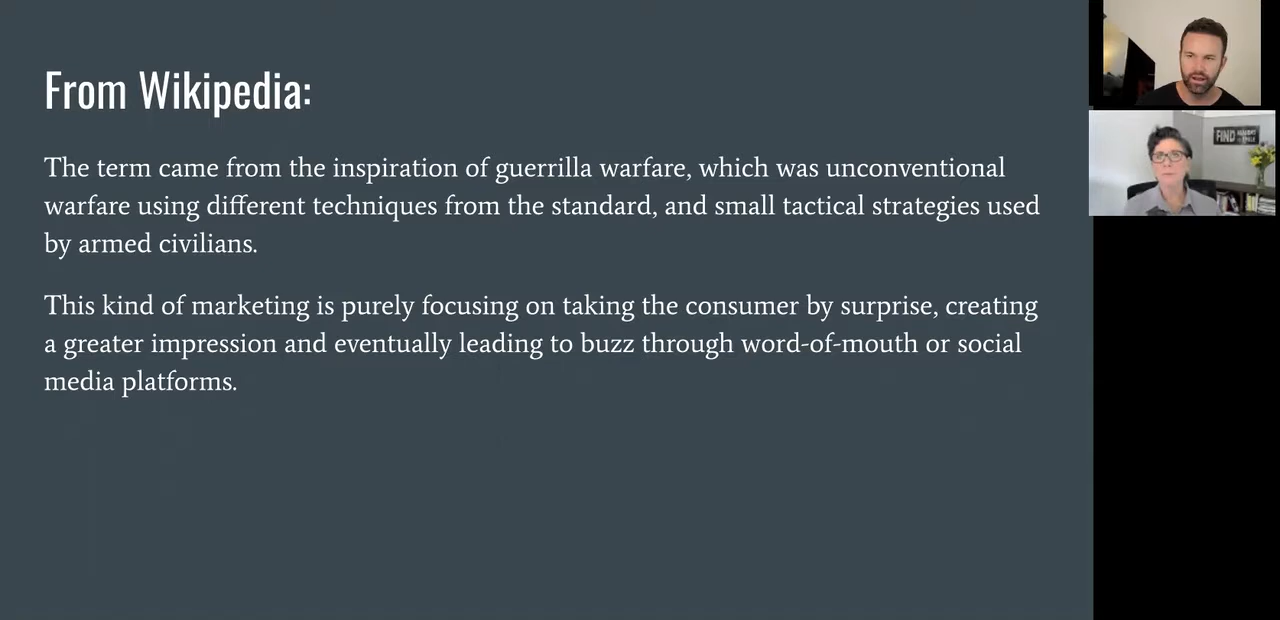 From Wikipedia:
The term came from the inspiration of guerrilla warfare, which was unconventional
warfare using different techniques from the standard, and small tactical strategies used
by armed civilians.
This kind of marketing is purely focusing on taking the consumer by surprise, creating
a greater impression and eventually leading to buzz through word-of-mouth or social
media platforms.
FIND